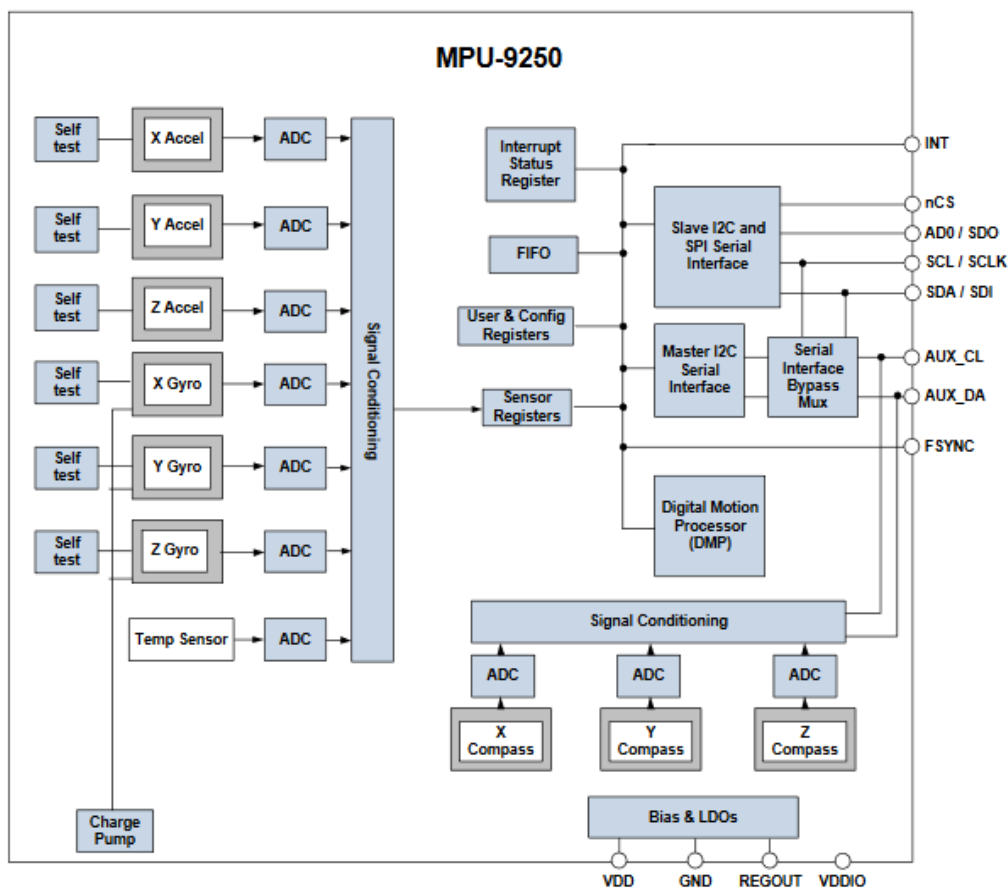 MPU-9250
Self
test
X Accel
ADC
Self
test
Y Accel
ADC
Self
test
Z Accel
ADC
Self
test
X Gyro
ADC
Self
test
Y Gyro
ADC
Self
test
Z Gyro
ADC
Temp Sensor
ADC
Signal Conditioning
Charge
Pump
Interrupt
Status
Register
FIFO
User & Config
Registers
Sensor
Registers
Slave I2C and
SPI Serial
Interface
Master I2C
Serial
Interface
Serial
Interface
Bypass
Mux
Digital Motion
Processor
(DMP)
INT
nCS
AD0 / SDO
SCL / SCLK
SDA / SDI
AUX_CL
AUX_DA
FSYNC
Signal Conditioning
ADC
ADC
ADC
X
Compass
Y
Compass
Z
Compass
Bias & LDOs
VDD
GND
REGOUT
VDDIO